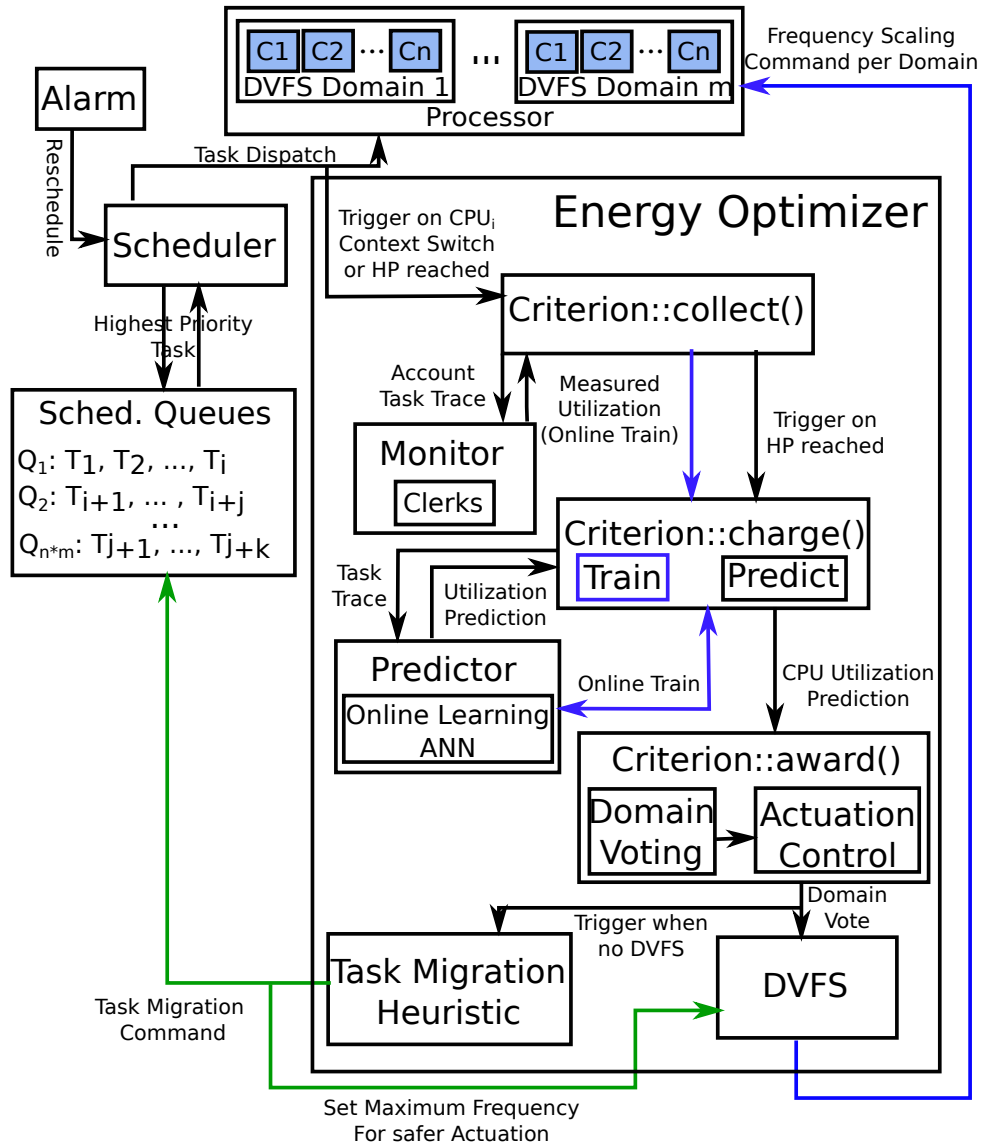 C1 C2 ... Cn
DVFS Domain 1
...
C1 C2 ... Cn
DVFS Domain m
Processor
Frequency Scaling
Command per Domain
Alarm
Reschedule
Task Dispatch
Scheduler
Highest Priority
Task
Sched. Queues
Q1: T1, T2, ..., Ti
Q2: Ti+1, ... , Ti+j
...
Qn*m: Tj+1, ..., Tj+k
Energy Optimizer
Trigger on CPUi
Context Switch
or HP reached
Criterion::collect()
Account
Task Trace
Measured
Utilization
(Online Train)
Trigger on
HP reached
Monitor
Clerks
Criterion::charge()
Train
Predict
Task
Trace
Utilization
Prediction
Predictor
Online Learning
ANN
Online Train
CPU Utilization
Prediction
Criterion::award()
Domain
Voting
Actuation
Control
Domain
Vote
Trigger when
no DVFS
Task Migration
Heuristic
DVFS
Task Migration
Command
Set Maximum Frequency
For safer Actuation